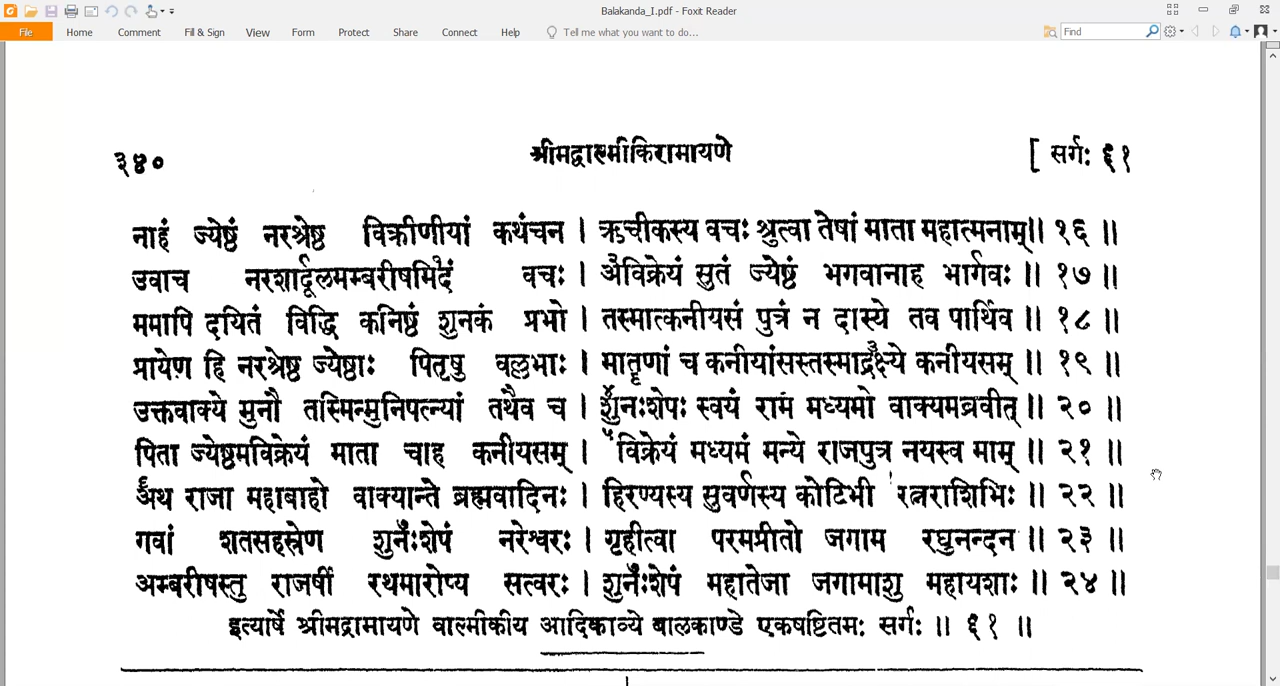 Balakanda_I.pdf - Foxit Reader
File Home Comment Fill & Sign View Form Protect Share Connect Help Tell me what you want to do... Find
३४० श्रीमद्वाल्मीकिरामायणे [ सर्गः ६१
नाहं ज्येष्ठं नरश्रेष्ठ विक्रीणीयां कथंचन । ऋचीकस्य वचः श्रुत्वा तेषां माता महात्मनाम् ॥ १६ ॥
उवाच नरशार्दूलमम्बरीषमिदं वचः । अविक्रेयं सुतं ज्येष्ठं भगवानाह भार्गवः ॥ १७ ॥
ममापि दयितं विद्धि कनिष्ठं शुनकं प्रभो । तस्मात्कनीयसं पुत्रं न दास्ये तव पार्थिव ॥ १८ ॥
प्रायेण हि नरश्रेष्ठ ज्येष्ठाः पितृषु वल्लभाः । मातॄणां च कनीयांसस्तस्माद्रक्ष्ये कनीयसम् ॥ १९ ॥
उक्तवाक्ये मुनौ तस्मिन्मुनिपत्न्यां तथैव च । शुनःशेपः स्वयं राम मध्यमो वाक्यमब्रवीत् ॥ २० ॥
पिता ज्येष्ठमविक्रेयं माता चाह कनीयसम् । ५विक्रेयं मध्यमं मन्ये राजपुत्र नयस्व माम् ॥ २१ ॥
अथ राजा महाबाहो वाक्यान्ते ब्रह्मवादिनः । हिरण्यस्य सुवर्णस्य कोटिभी रत्नराशिभिः ॥ २२ ॥
गवां शतसहस्रेण शुनःशेपं नरेश्वरः । गृहीत्वा परमप्रीतो जगाम रघुनन्दन ॥ २३ ॥
अम्बरीषस्तु राजर्षी रथमारोप्य सत्वरः । शुनःशेपं महातेजा जगामाशु महायशाः ॥ २४ ॥
इत्यार्षे श्रीमद्रामायणे वाल्मीकीय आदिकाव्ये बालकाण्डे एकषष्टितमः सर्गः ॥ ६१ ॥